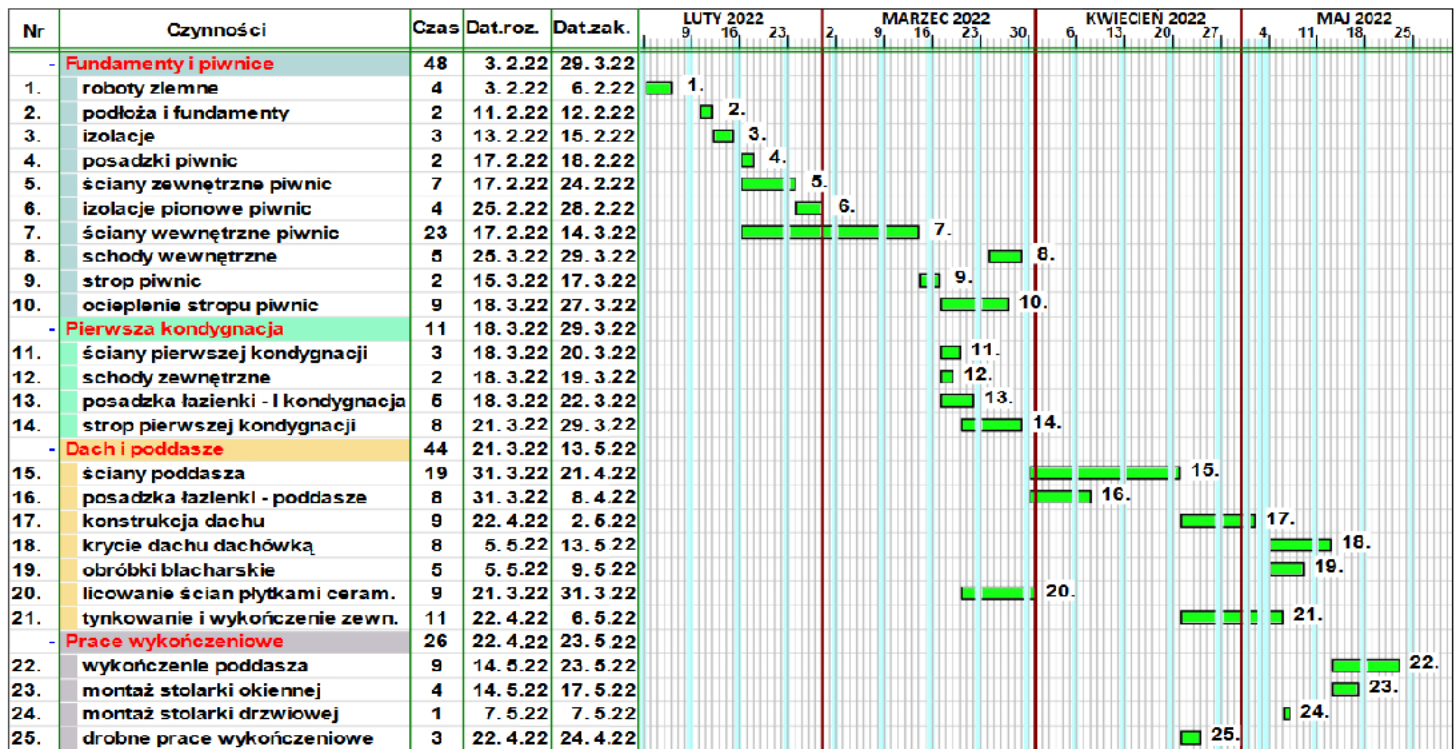 LUTY 2022 MARZEC 2022 KWIECIEŃ 2022 MAJ 2022
Nr Czynności Czas Dat.roz. Dat.zak. 9 16 23 2 9 16 23 30 6 13 20 27 4 11 18 25
- Fundamenty i piwnice 48 3. 2.22 29. 3.22
1. roboty ziemne 4 3. 2.22 6. 2.22 1.
2. podłoża i fundamenty 2 11. 2.22 12. 2.22 2.
3. izolacje 3 13. 2.22 15. 2.22 3.
4. posadzki piwnic 2 17. 2.22 18. 2.22 4.
5. ściany zewnętrzne piwnic 7 17. 2.22 24. 2.22 5.
6. izolacje pionowe piwnic 4 25. 2.22 28. 2.22 6.
7. ściany wewnętrzne piwnic 23 17. 2.22 14. 3.22 7.
8. schody wewnętrzne 5 25. 3.22 29. 3.22 8.
9. strop piwnic 2 15. 3.22 17. 3.22 9.
10. ocieplenie stropu piwnic 9 18. 3.22 27. 3.22 10.
- Pierwsza kondygnacja 11 18. 3.22 29. 3.22
11. ściany pierwszej kondygnacji 3 18. 3.22 20. 3.22 11.
12. schody zewnętrzne 2 18. 3.22 19. 3.22 12.
13. posadzka łazienki - I kondygnacja 5 18. 3.22 22. 3.22 13.
14. strop pierwszej kondygnacji 8 21. 3.22 29. 3.22 14.
- Dach i poddasze 44 21. 3.22 13. 5.22
15. ściany poddasza 19 31. 3.22 21. 4.22 15.
16. posadzka łazienki - poddasze 8 31. 3.22 8. 4.22 16.
17. konstrukcja dachu 9 22. 4.22 2. 5.22 17.
18. krycie dachu dachówką 8 5. 5.22 13. 5.22 18.
19. obróbki blacharskie 5 5. 5.22 9. 5.22 19.
20. licowanie ścian płytkami ceram. 9 21. 3.22 31. 3.22 20.
21. tynkowanie i wykończenie zewn. 11 22. 4.22 6. 5.22 21.
- Prace wykończeniowe 26 22. 4.22 23. 5.22
22. wykończenie poddasza 9 14. 5.22 23. 5.22 22.
23. montaż stolarki okiennej 4 14. 5.22 17. 5.22 23.
24. montaż stolarki drzwiowej 1 7. 5.22 7. 5.22 24.
25. drobne prace wykończeniowe 3 22. 4.22 24. 4.22 25.